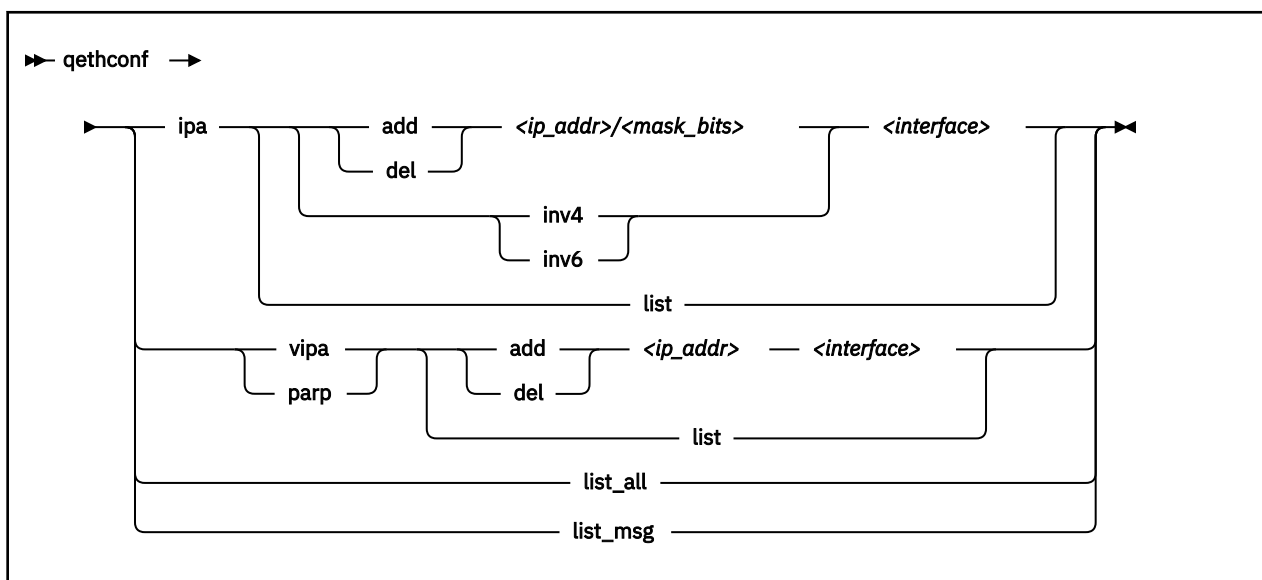 qethconf
ipa add <ip_addr>/<mask_bits> <interface>
del
inv4
inv6
list
vipa add <ip_addr> <interface>
parp del
list
list_all
list_msg